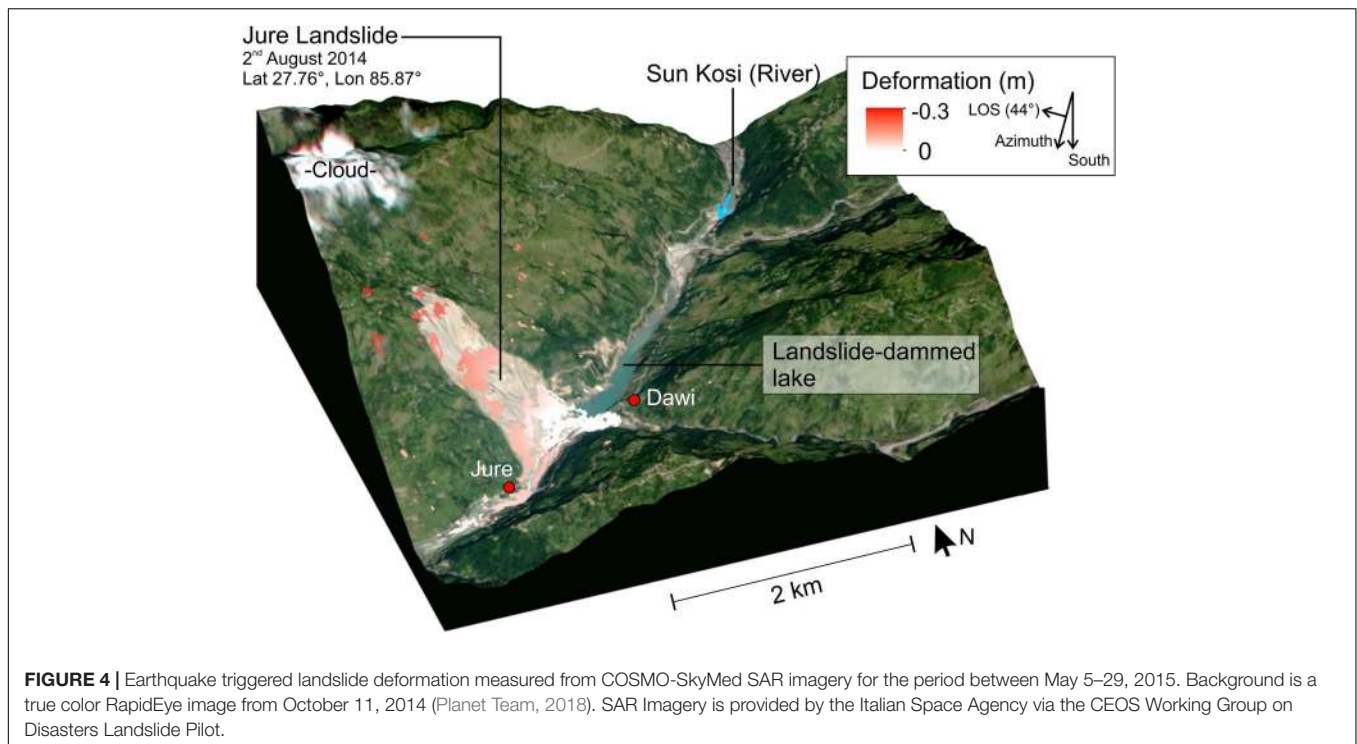 Jure Landslide
2nd August 2014
Lat 27.76°, Lon 85.87°
Sun Kosi (River)
Deformation (m)
-0.3
0
LOS (44°)
Azimuth
South
-Cloud-
Landslide-dammed
lake
Dawi
Jure
N
2 km
FIGURE 4 | Earthquake triggered landslide deformation measured from COSMO-SkyMed SAR imagery for the period between May 5–29, 2015. Background is a
true color RapidEye image from October 11, 2014 (Planet Team, 2018). SAR Imagery is provided by the Italian Space Agency via the CEOS Working Group on
Disasters Landslide Pilot.